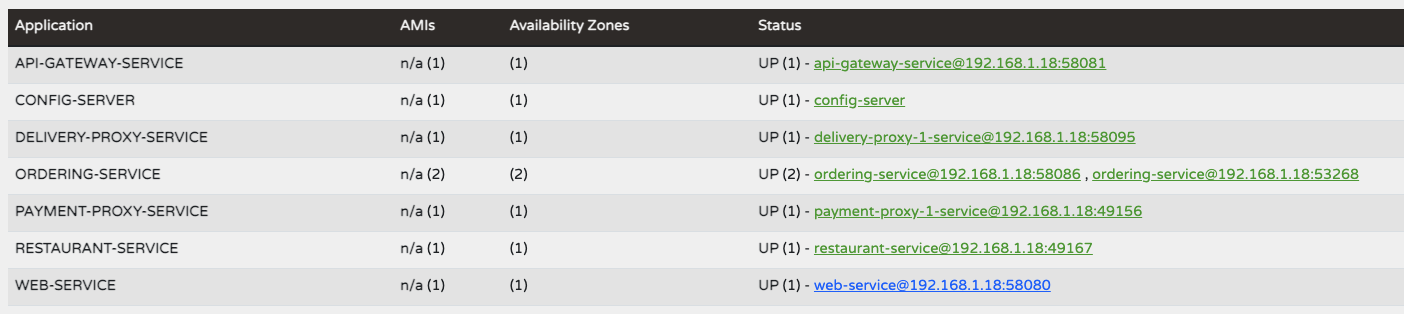 Application AMIs Availability Zones Status
API-GATEWAY-SERVICE n/a (1) (1) UP (1) - api-gateway-service@192.168.1.18:58081
CONFIG-SERVER n/a (1) (1) UP (1) - config-server
DELIVERY-PROXY-SERVICE n/a (1) (1) UP (1) - delivery-proxy-1-service@192.168.1.18:58095
ORDERING-SERVICE n/a (2) (2) UP (2) - ordering-service@192.168.1.18:58086 , ordering-service@192.168.1.18:53268
PAYMENT-PROXY-SERVICE n/a (1) (1) UP (1) - payment-proxy-1-service@192.168.1.18:49156
RESTAURANT-SERVICE n/a (1) (1) UP (1) - restaurant-service@192.168.1.18:49167
WEB-SERVICE n/a (1) (1) UP (1) - web-service@192.168.1.18:58080